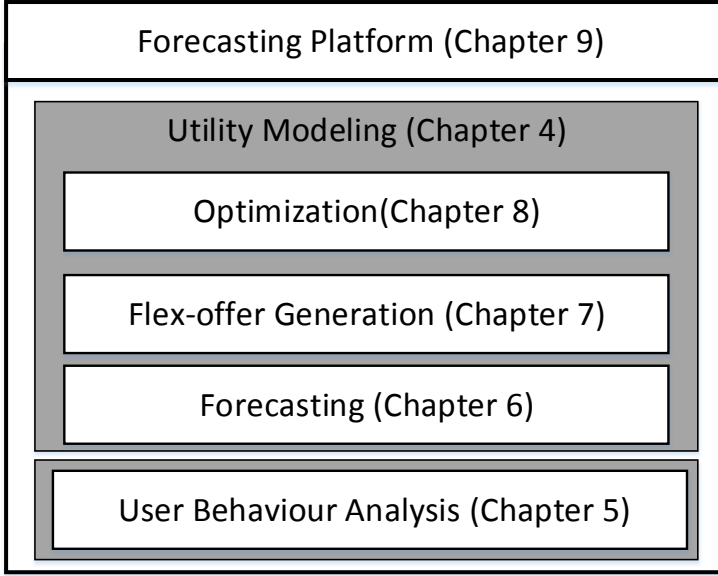 Forecasting Platform (Chapter 9)
Utility Modeling (Chapter 4)
Optimization(Chapter 8)
Flex-offer Generation (Chapter 7)
Forecasting (Chapter 6)
User Behaviour Analysis (Chapter 5)